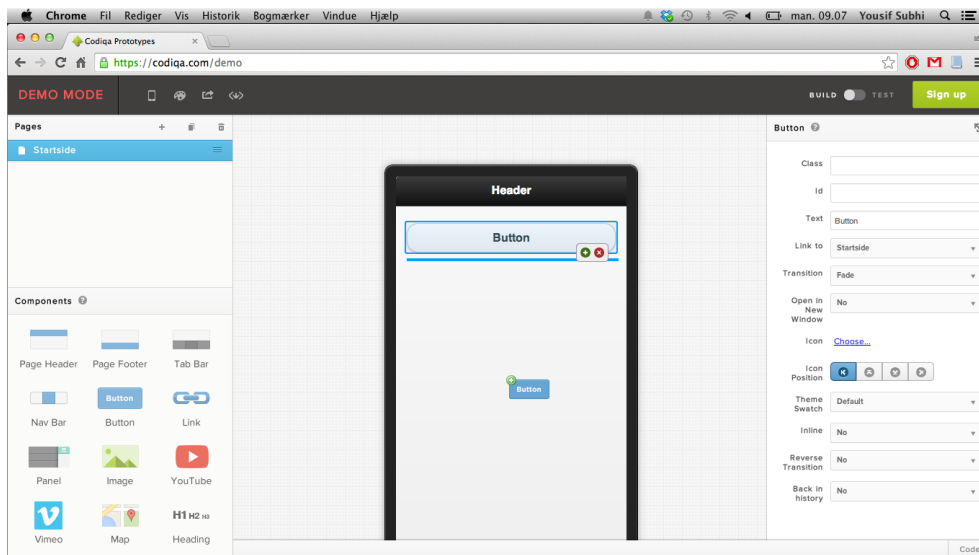 Chrome Fil Rediger Vis Historik Bogmærker Vindue Hjælp man. 09.07 Yousif Subhi
Codiqa Prototypes
https://codiqa.com/demo
DEMO MODE BUILD TEST Sign up
Pages
Startside
Components
Page Header Page Footer Tab Bar
Button
Nav Bar Button Link
Panel Image YouTube
H1 H2 H3
Vimeo Map Heading
Header
Button
Button
Button
Class
Id
Text Button
Link to Startside
Transition Fade
Open in New Window No
Icon Choose...
Icon Position
Theme Swatch Default
Inline No
Reverse Transition No
Back in history No
Code